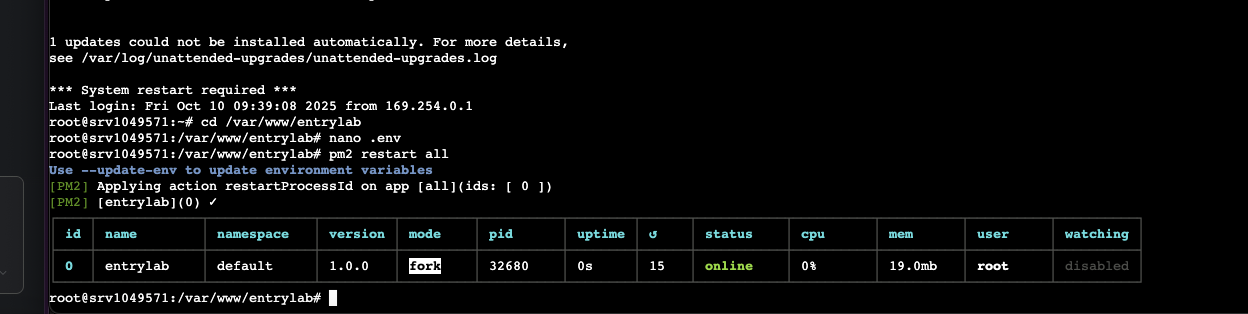 1 updates could not be installed automatically. For more details,
see /var/log/unattended-upgrades/unattended-upgrades.log
*** System restart required ***
Last login: Fri Oct 10 09:39:08 2025 from 169.254.0.1
root@srv1049571:~# cd /var/www/entrylab
root@srv1049571:/var/www/entrylab# nano .env
root@srv1049571:/var/www/entrylab# pm2 restart all
Use --update-env to update environment variables
[PM2] Applying action restartProcessId on app [all](ids: [ 0 ])
[PM2] [entrylab](0) ✓
id name namespace version mode pid uptime ↺ status cpu mem user watching
0 entrylab default 1.0.0 fork 32680 0s 15 online 0% 19.0mb root disabled
root@srv1049571:/var/www/entrylab#